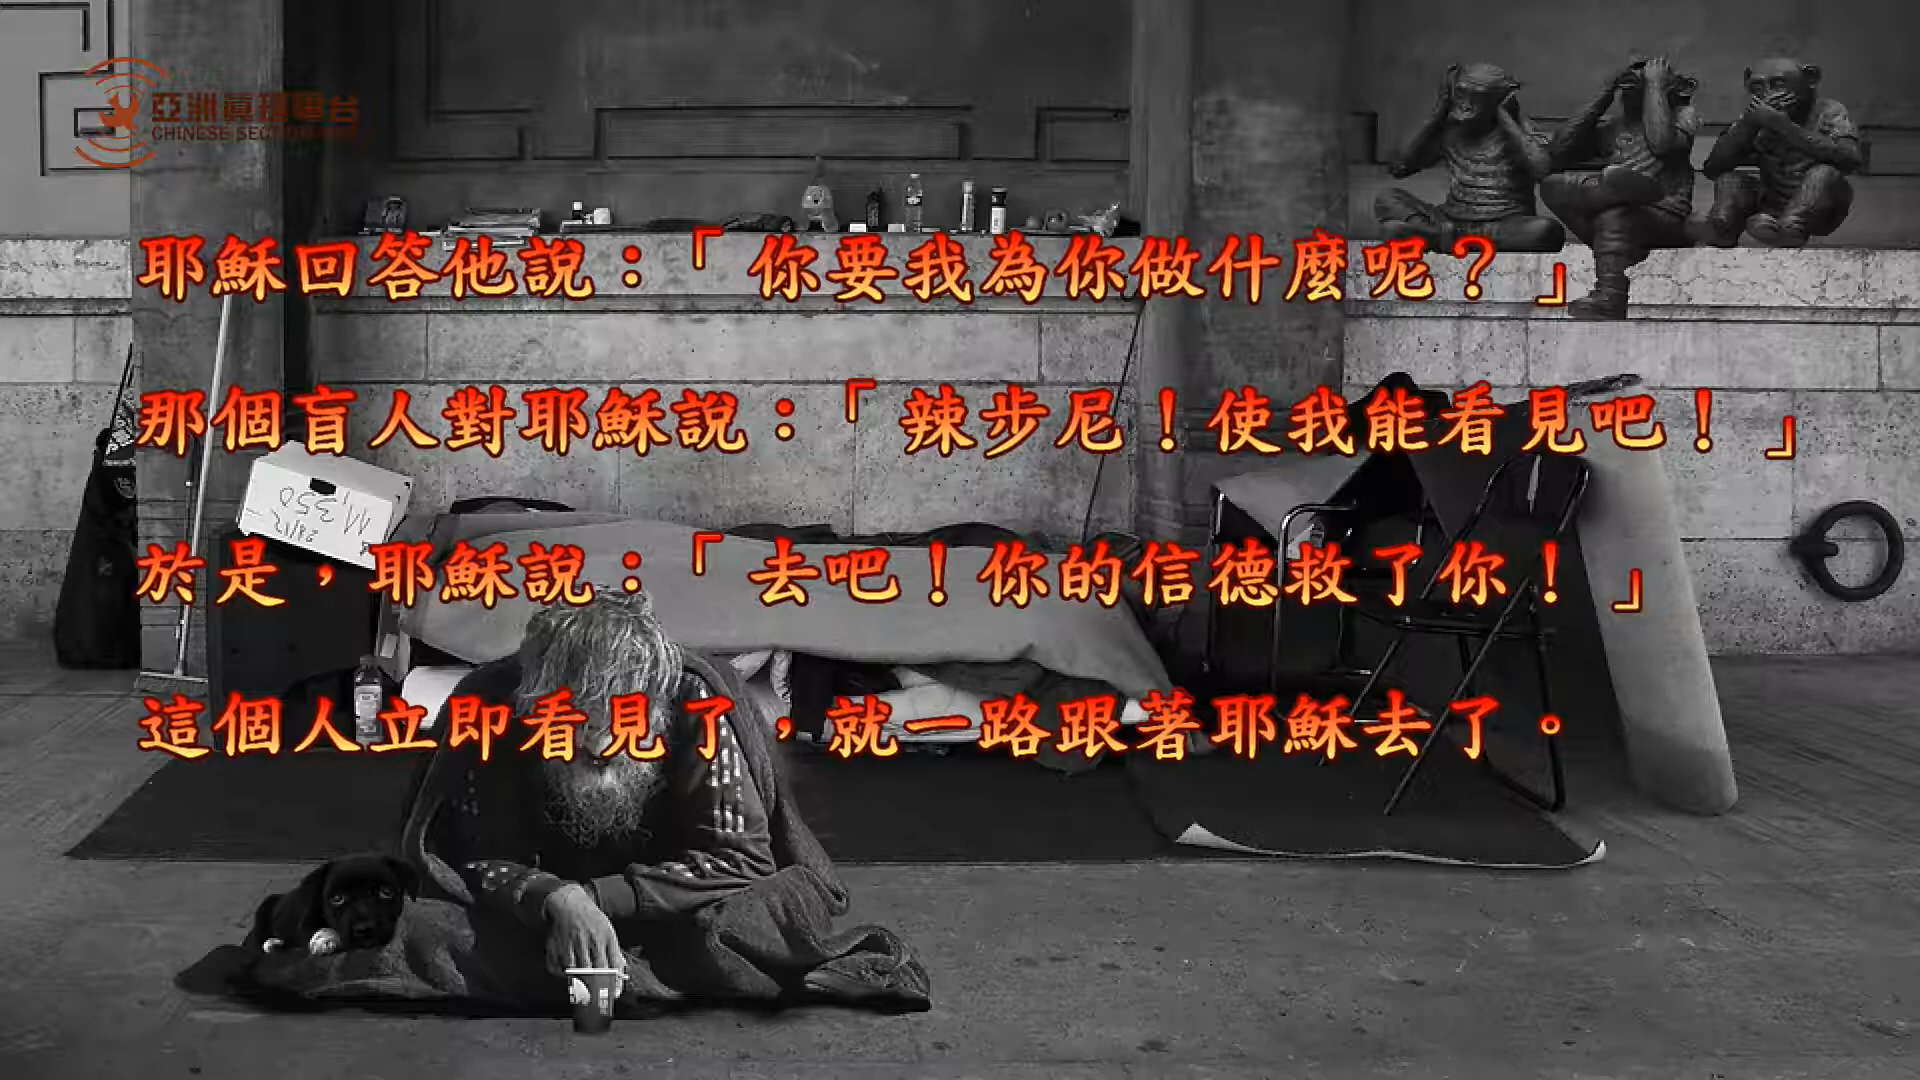 亞洲真理電台
CHINESE SECTION
耶穌回答他說：「你要我為你做什麼呢？」
那個盲人對耶穌說：「辣步尼！使我能看見吧！」
於是，耶穌說：「去吧！你的信德救了你！」
這個人立即看見了，就一路跟著耶穌去了。
11,350